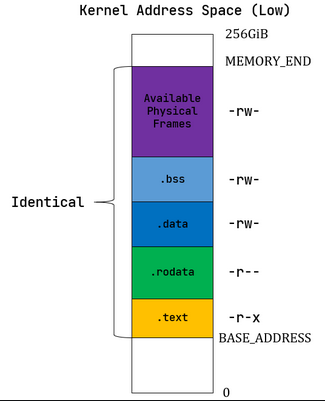 Kernel Address Space (Low)
256GiB
MEMORY_END
Available
Physical
Frames
-rw-
.bss
-rw-
Identical
.data
-rw-
.rodata
-r--
.text
-r-x
BASE_ADDRESS
0